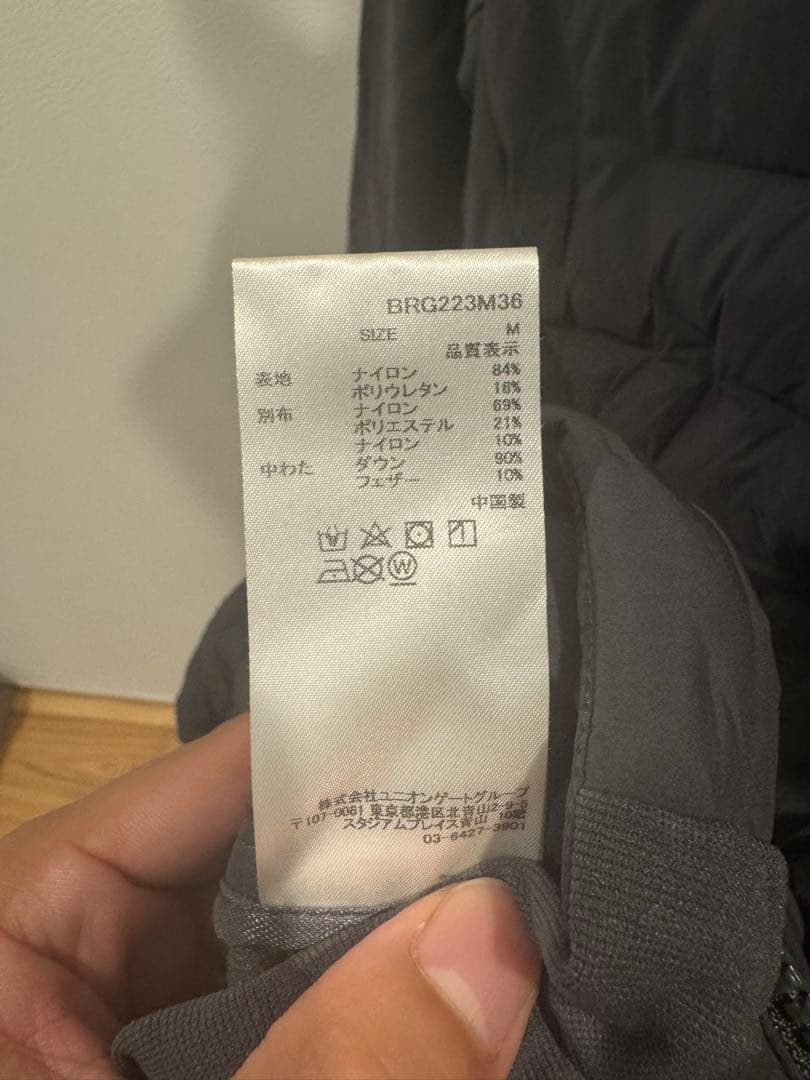 BRG223M36
SIZE M
品質表示
表地 ナイロン 84%
ポリウレタン 16%
別布 ナイロン 69%
ポリエステル 21%
ナイロン 10%
中わた ダウン 90%
フェザー 10%
中国製
W
株式会社ユニオンゲートグループ
〒107-0061 東京都港区北青山2-9-5
スタジアムプレイス青山 10階
03-6427-3901